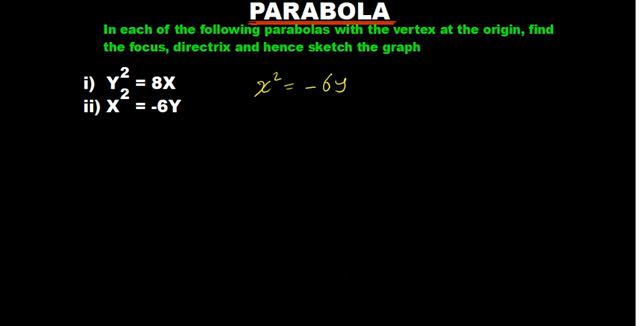 PARABOLA
In each of the following parabolas with the vertex at the origin, find
the focus, directrix and hence sketch the graph
i) Y² = 8X
ii) X² = -6Y
x² = -6y